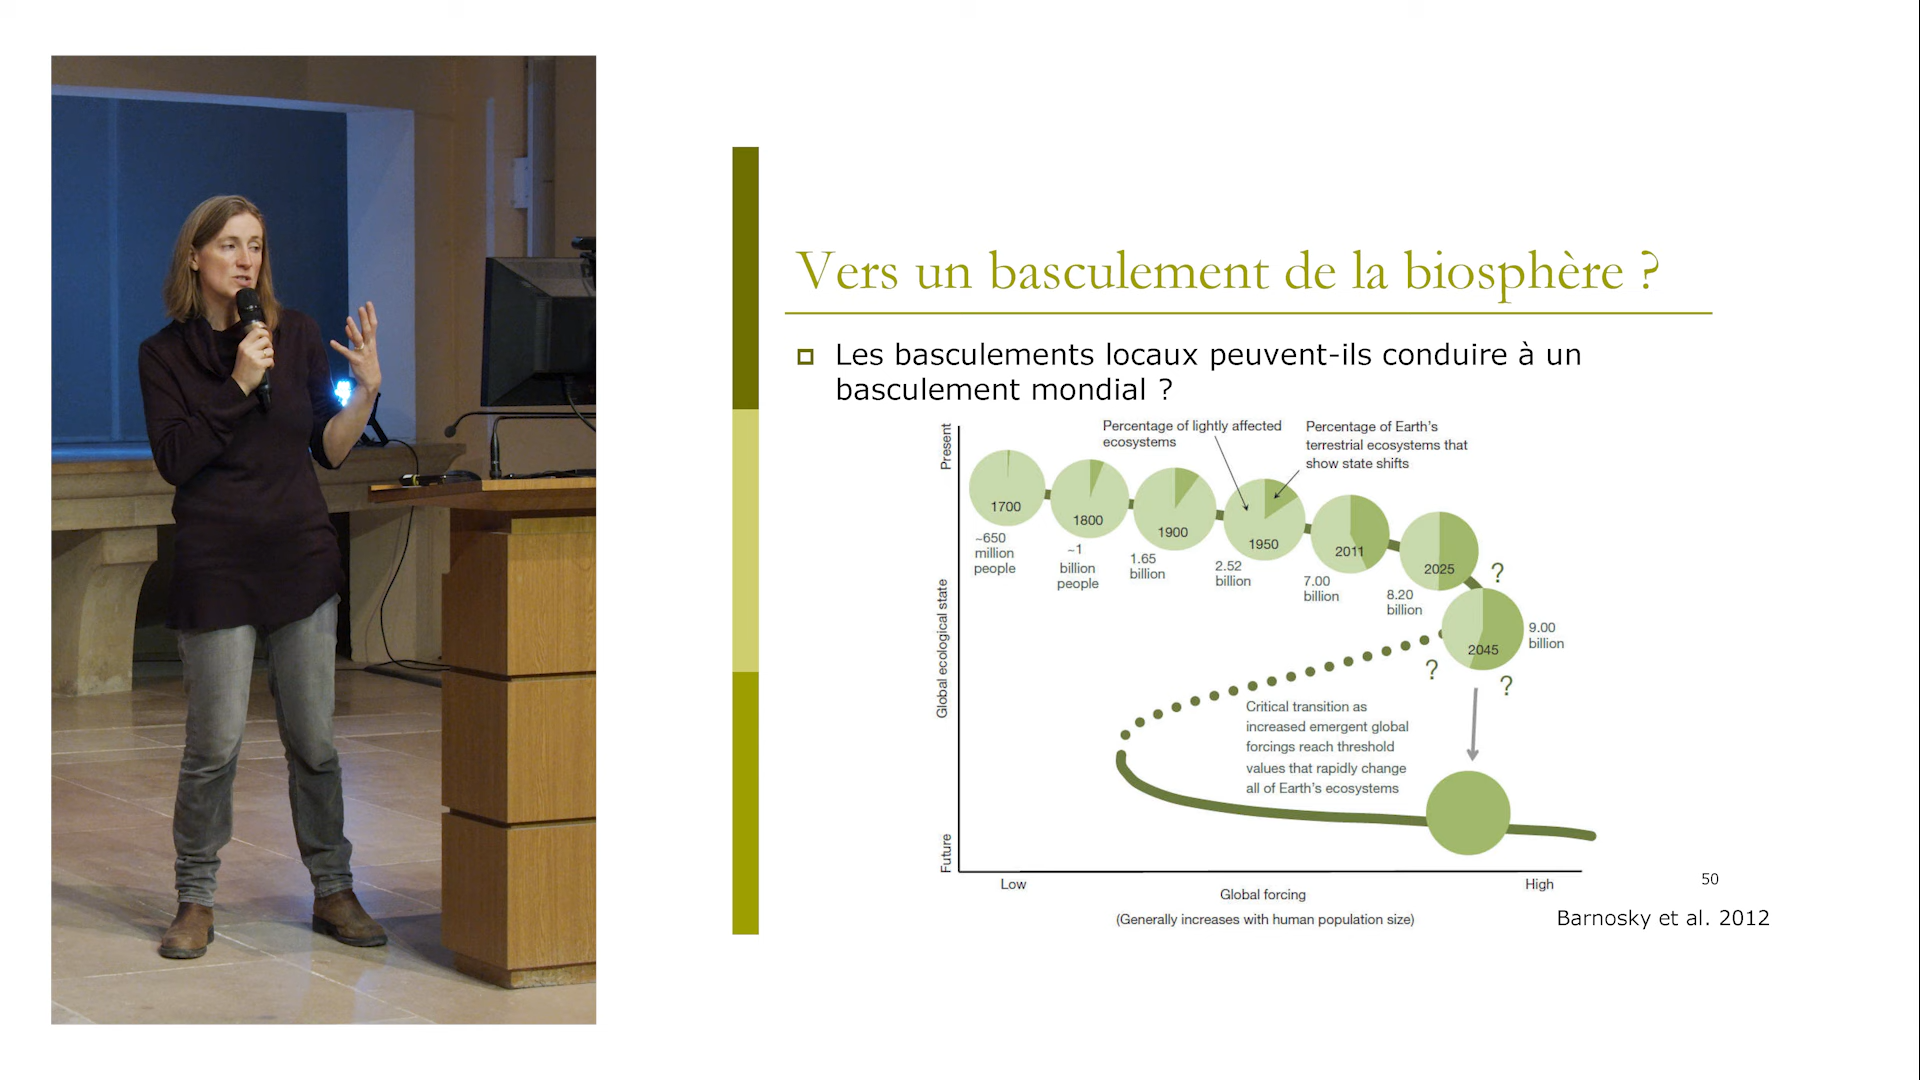 Vers un basculement de la biosphère ?
Les basculements locaux peuvent-ils conduire à un
basculement mondial ?
Present
Global ecological state
Future
Percentage of lightly affected
ecosystems
Percentage of Earth's
terrestrial ecosystems that
show state shifts
1700
1800
1900
1950
2011
2025
2045
~650
million
people
~1
billion
people
1.65
billion
2.52
billion
7.00
billion
8.20
billion
9.00
billion
?
?
?
Critical transition as
increased emergent global
forcings reach threshold
values that rapidly change
all of Earth's ecosystems
Low
High
Global forcing
(Generally increases with human population size)
50
Barnosky et al. 2012